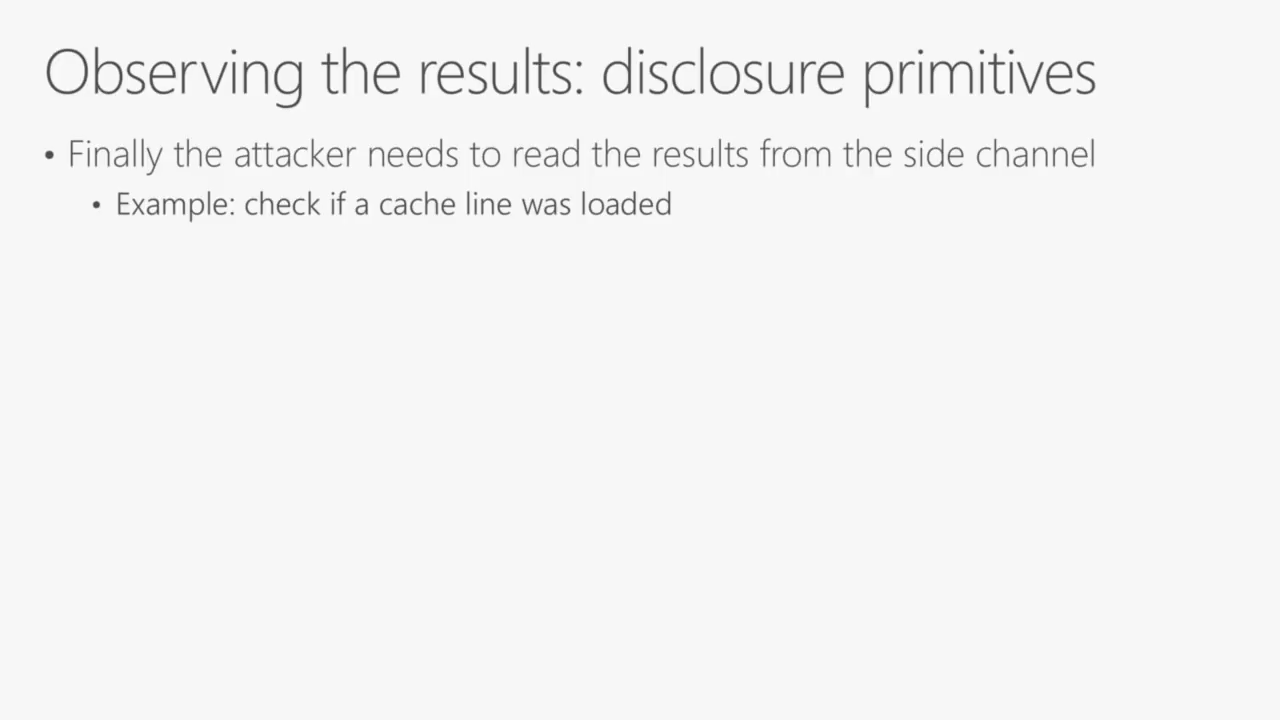 Observing the results: disclosure primitives
• Finally the attacker needs to read the results from the side channel
• Example: check if a cache line was loaded